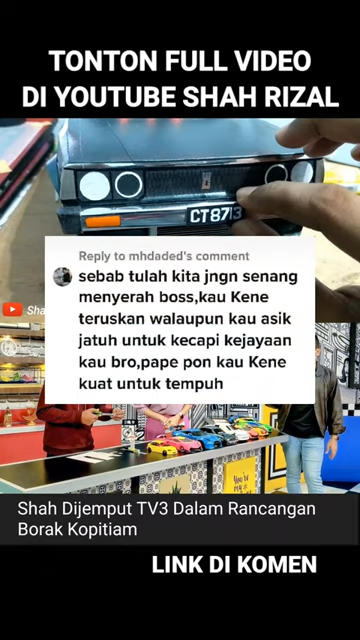 TONTON FULL VIDEO
DI YOUTUBE SHAH RIZAL
CT8713
Reply to mhdaded's comment
sebab tulah kita jngn senang
menyerah boss,kau Kene
teruskan walaupun kau asik
jatuh untuk kecapi kejayaan
kau bro,pape pon kau Kene
kuat untuk tempuh
Sha
Shah Dijemput TV3 Dalam Rancangan
Borak Kopitiam
LINK DI KOMEN